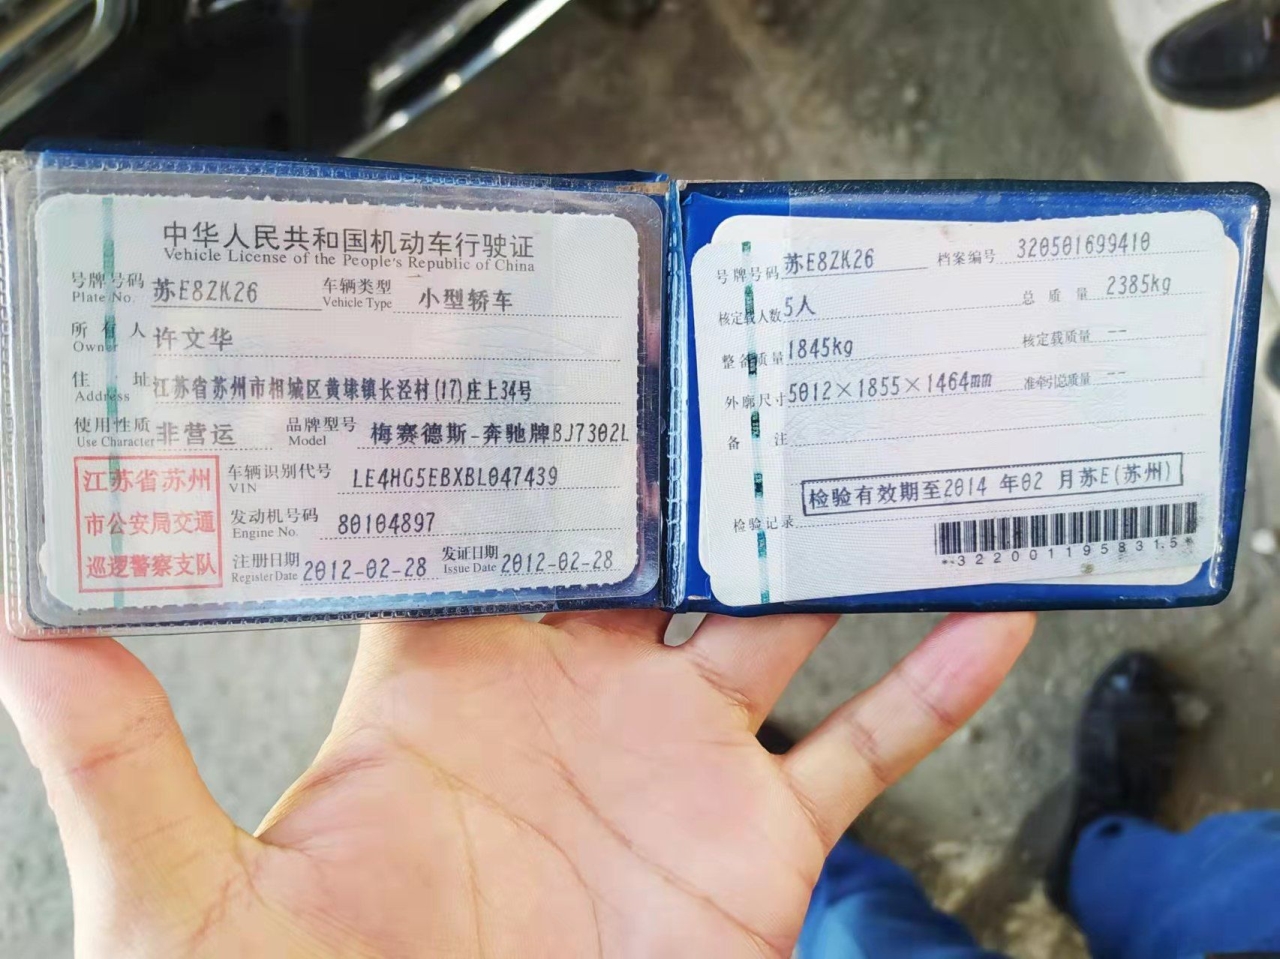 中华人民共和国机动车行驶证
Vehicle License of the People's Republic of China
号牌号码 Plate No. 苏E8ZK26 车辆类型 Vehicle Type 小型轿车
所有人 Owner 许文华
住址 Address 江苏省苏州市相城区黄埭镇长泾村(17)庄上34号
使用性质 Use Character 非营运 品牌型号 Model 梅赛德斯-奔驰牌BJ7302L
江苏省苏州
市公安局交通
巡逻警察支队
车辆识别代号 VIN LE4HG5EBXBL047439
发动机号码 Engine No. 80104897
注册日期 Register Date 2012-02-28 发证日期 Issue Date 2012-02-28
号牌号码 苏E8ZK26 档案编号 320501699410
核定载人数 5人 总质量 2385kg
整备质量 1845kg 核定载质量 --
外廓尺寸 5012×1855×1464mm 准牵引总质量 --
备注
检验有效期至2014年02月苏E(苏州)
检验记录
*3220011958315*